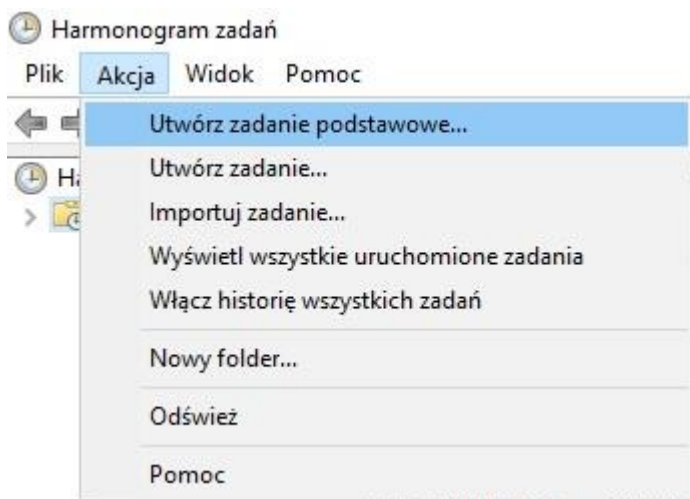 Harmonogram zadań
Plik Akcja Widok Pomoc
Utwórz zadanie podstawowe...
Utwórz zadanie...
Importuj zadanie...
Wyświetl wszystkie uruchomione zadania
Włącz historię wszystkich zadań
Nowy folder...
Odśwież
Pomoc